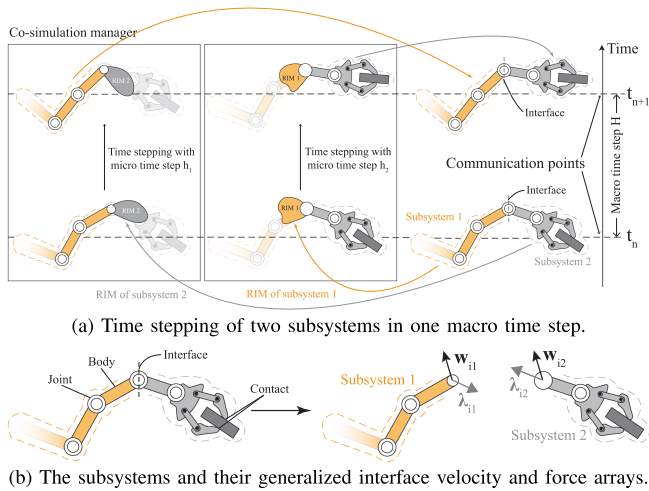 Co-simulation manager
Time
RIM 2
RIM 1
t_{n+1}
Interface
Time stepping with
micro time step h_1
Time stepping with
micro time step h_2
Communication points
Macro time step H
Interface
RIM 2
RIM 1
Subsystem 1
t_n
Subsystem 2
RIM of subsystem 2
RIM of subsystem 1
(a) Time stepping of two subsystems in one macro time step.
Body
Interface
Joint
Contact
Subsystem 1
w_{i1}
λ_{i1}
w_{i2}
λ_{i2}
Subsystem 2
(b) The subsystems and their generalized interface velocity and force arrays.